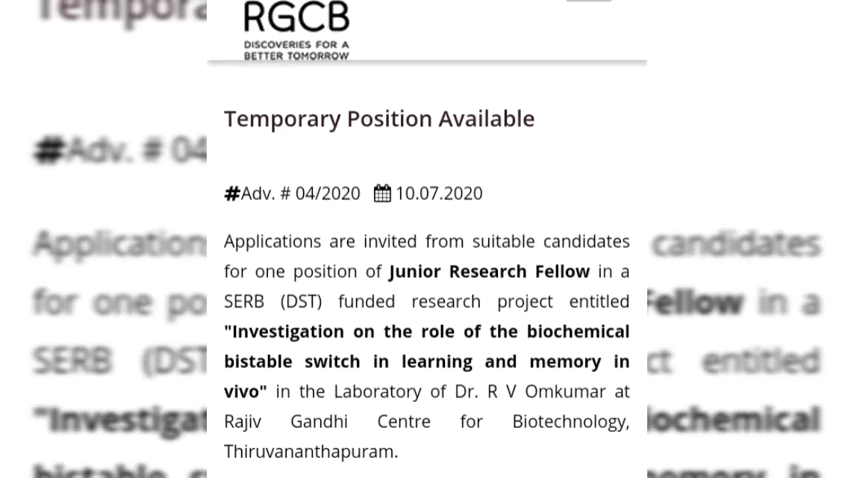 RGCB
DISCOVERIES FOR A
BETTER TOMORROW
Temporary Position Available
#Adv. # 04/2020 10.07.2020
Applications are invited from suitable candidates
for one position of Junior Research Fellow in a
SERB (DST) funded research project entitled
"Investigation on the role of the biochemical
bistable switch in learning and memory in
vivo" in the Laboratory of Dr. R V Omkumar at
Rajiv Gandhi Centre for Biotechnology,
Thiruvananthapuram.